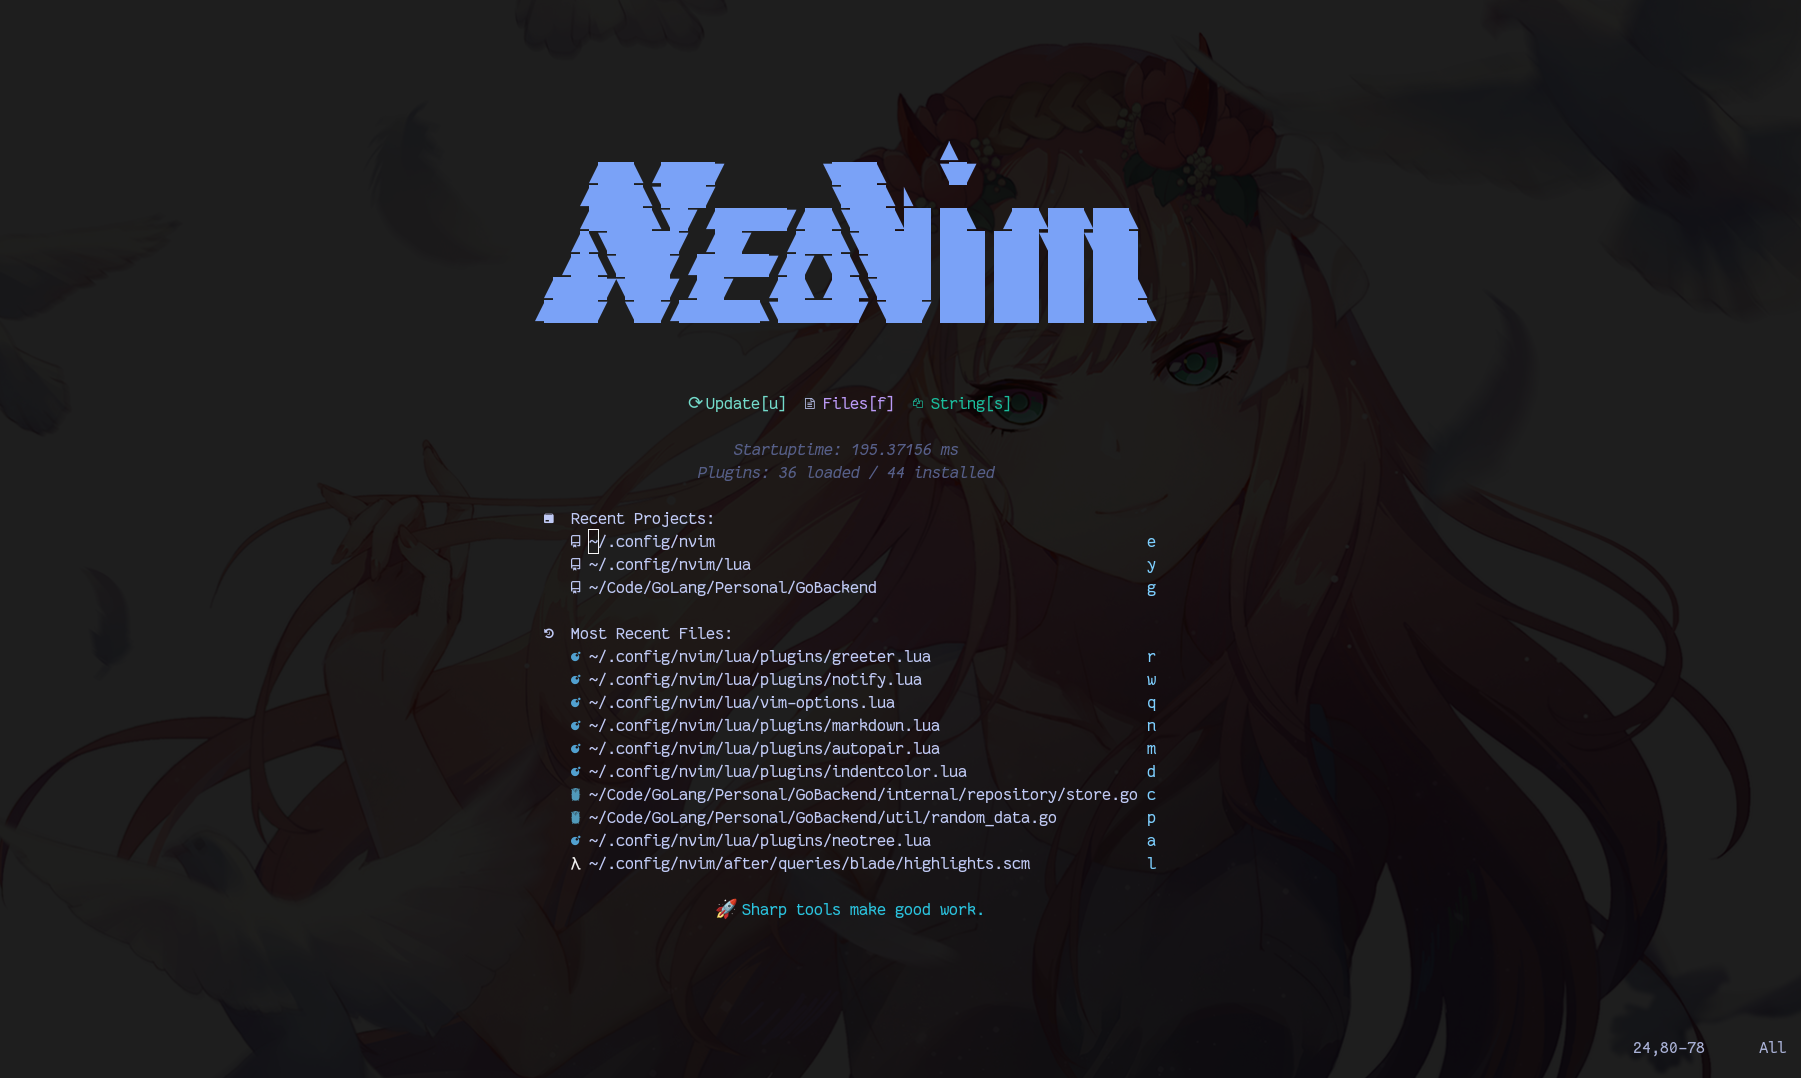 Neovim
Update[u] Files[f] String[s]
Startuptime: 195.37156 ms
Plugins: 36 loaded / 44 installed
Recent Projects:
~/.config/nvim e
~/.config/nvim/lua y
~/Code/GoLang/Personal/GoBackend g
Most Recent Files:
~/.config/nvim/lua/plugins/greeter.lua r
~/.config/nvim/lua/plugins/notify.lua w
~/.config/nvim/lua/vim-options.lua q
~/.config/nvim/lua/plugins/markdown.lua n
~/.config/nvim/lua/plugins/autopair.lua m
~/.config/nvim/lua/plugins/indentcolor.lua d
~/Code/GoLang/Personal/GoBackend/internal/repository/store.go c
~/Code/GoLang/Personal/GoBackend/util/random_data.go p
~/.config/nvim/lua/plugins/neotree.lua a
λ ~/.config/nvim/after/queries/blade/highlights.scm l
🚀 Sharp tools make good work.
24,80-78 All